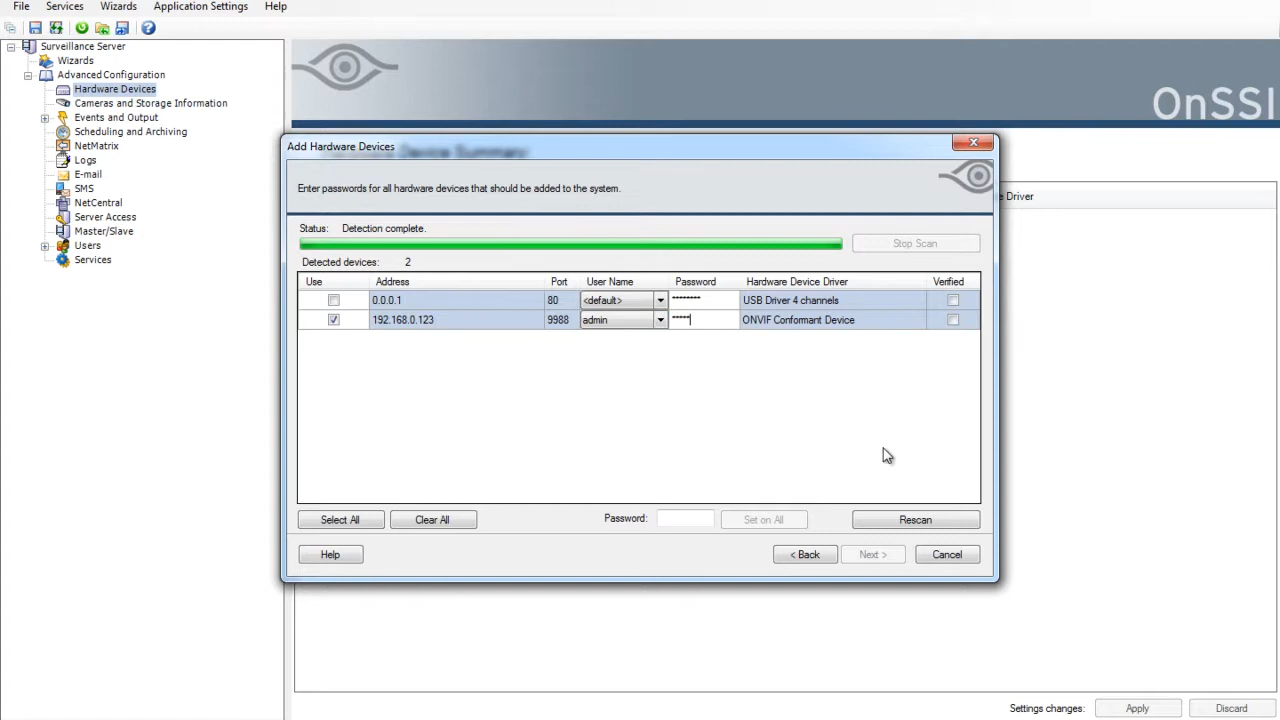 File Services Wizards Application Settings Help
Surveillance Server
Wizards
Advanced Configuration
Hardware Devices
Cameras and Storage Information
Events and Output
Scheduling and Archiving
NetMatrix
Logs
E-mail
SMS
NetCentral
Server Access
Master/Slave
Users
Services
OnSSI
Hardware Device Summary
e Driver
Add Hardware Devices
Enter passwords for all hardware devices that should be added to the system.
Status: Detection complete.
Stop Scan
Detected devices: 2
Use Address Port User Name Password Hardware Device Driver Verified
0.0.0.1 80 <default> ******** USB Driver 4 channels
192.168.0.123 9988 admin ***** ONVIF Conformant Device
Select All Clear All Password: Set on All Rescan
Help < Back Next > Cancel
Settings changes: Apply Discard